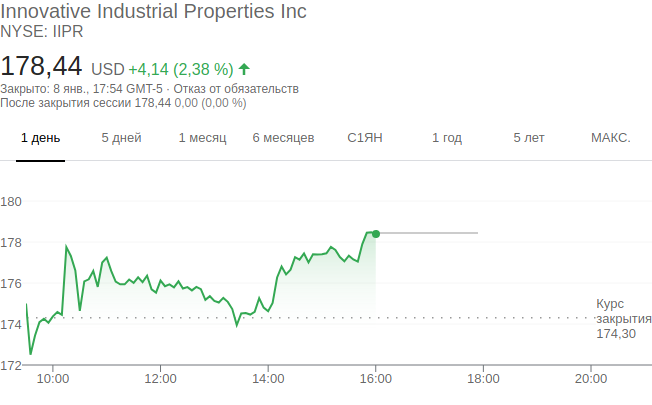 Innovative Industrial Properties Inc
NYSE: IIPR
178,44 USD +4,14 (2,38 %)
Закрыто: 8 янв., 17:54 GMT-5 · Отказ от обязательств
После закрытия сессии 178,44 0,00 (0,00 %)
1 день 5 дней 1 месяц 6 месяцев С1ЯН 1 год 5 лет МАКС.
180
178
176
174
172
Курс
закрытия
174,30
10:00 12:00 14:00 16:00 18:00 20:00